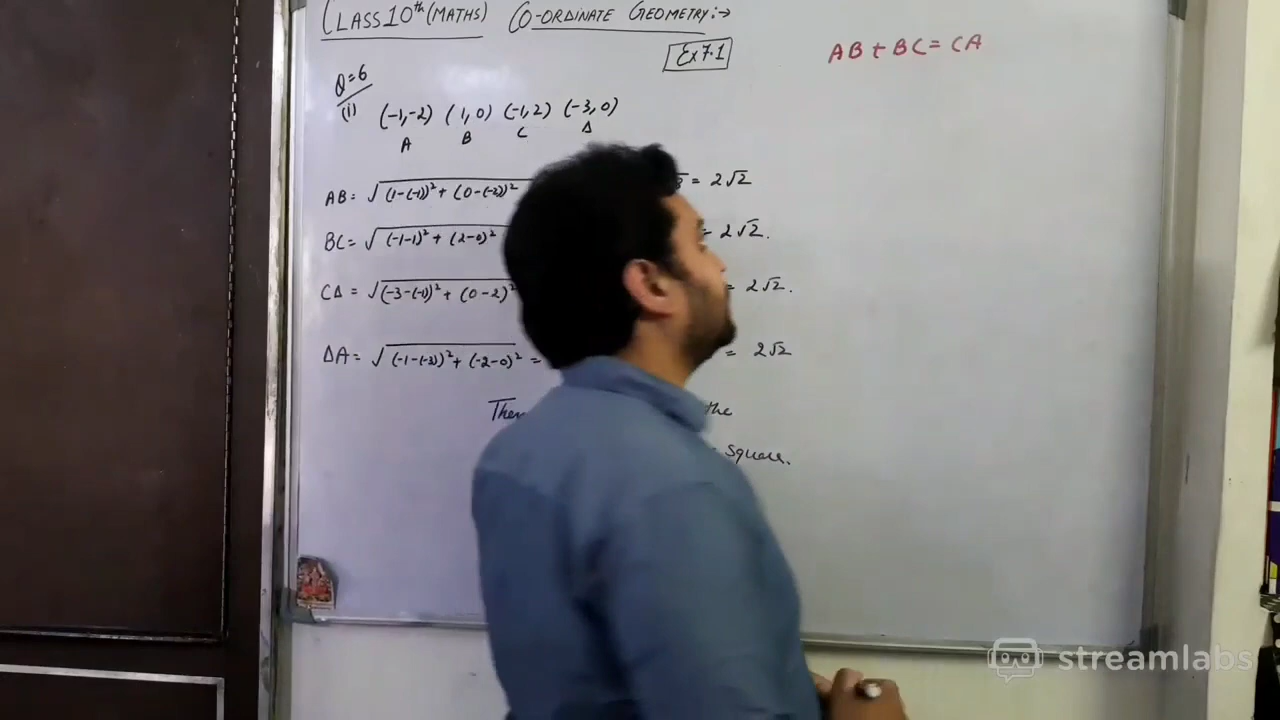 CLASS 10th (MATHS) CO-ORDINATE GEOMETRY:→
Ex 7.1
AB + BC = CA
Q=6
(i) (-1,-2) (1,0) (-1,2) (-3,0)
A B C Δ
AB = √(1-(-1))² + (0-(-2))² = 2√2
BC = √(-1-1)² + (2-0)² = 2√2.
CΔ = √(-3-(-1))² + (0-2)² = 2√2.
ΔA = √(-1-(-3))² + (-2-0)² = = 2√2
the
square.
streamlabs